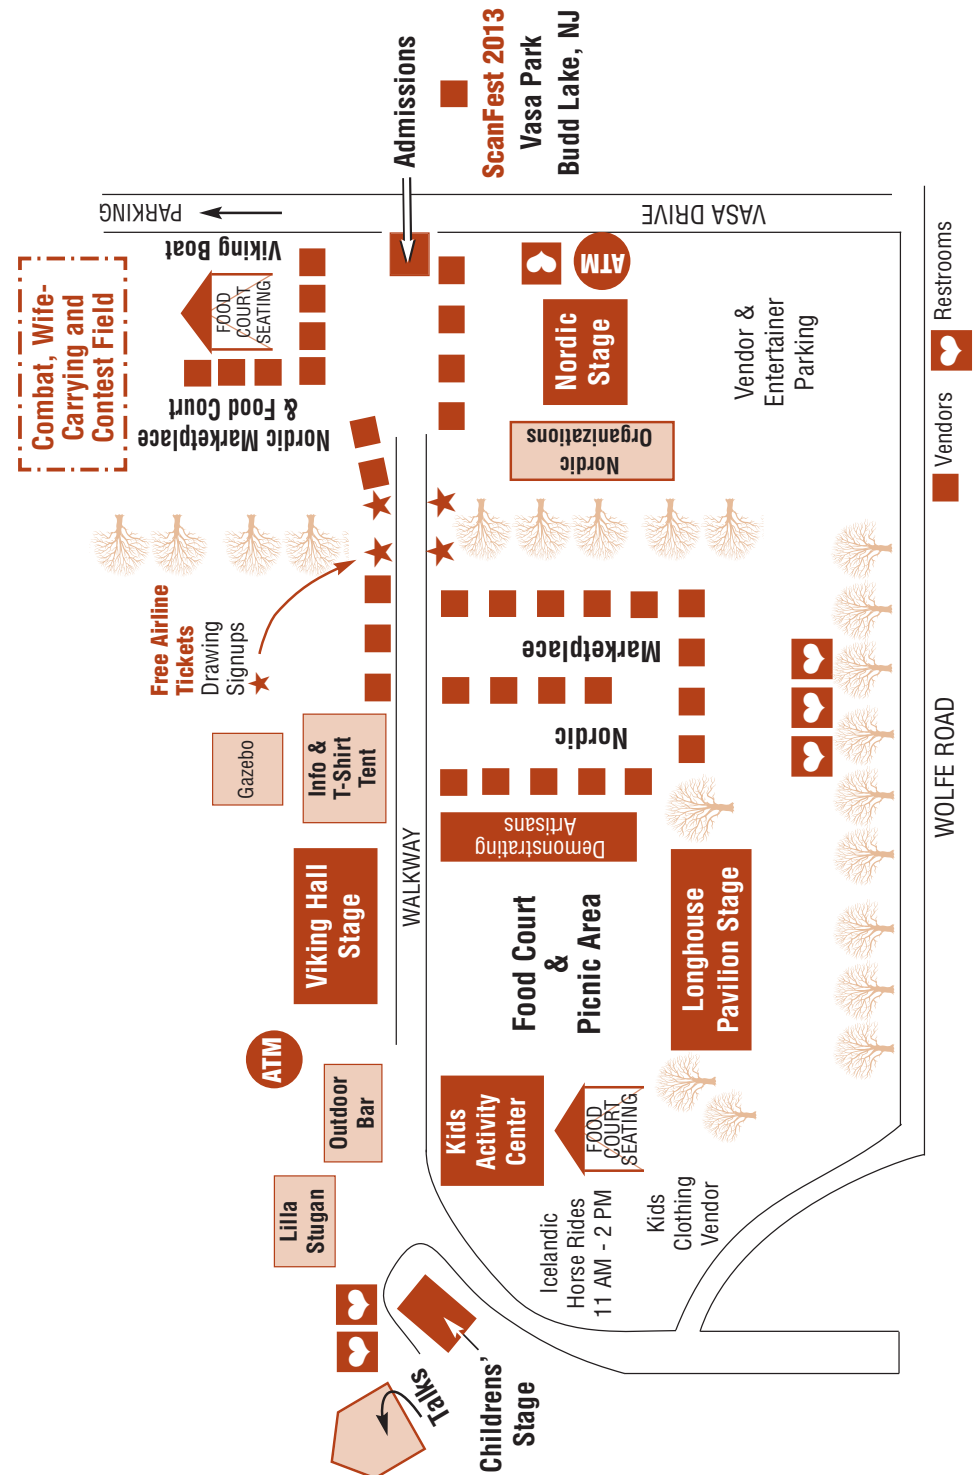 ScanFest 2013
Vasa Park
Budd Lake, NJ
Admissions
PARKING
VASA DRIVE
Viking Boat
FOOD
COURT
SEATING
Combat, Wife-
Carrying and
Contest Field
Nordic Marketplace
& Food Court
ATM
Nordic
Stage
Nordic
Organizations
Vendor &
Entertainer
Parking
Restrooms
Vendors
Free Airline
Tickets
Drawing
Signups
Marketplace
Nordic
Gazebo
Info &
T-Shirt
Tent
WALKWAY
Demonstrating
Artisans
Viking Hall
Stage
Food Court
&
Picnic Area
Longhouse
Pavilion Stage
WOLFE ROAD
ATM
Outdoor
Bar
Kids
Activity
Center
FOOD
COURT
SEATING
Lilla
Stugan
Icelandic
Horse Rides
11 AM - 2 PM
Kids
Clothing
Vendor
Talks
Childrens'
Stage